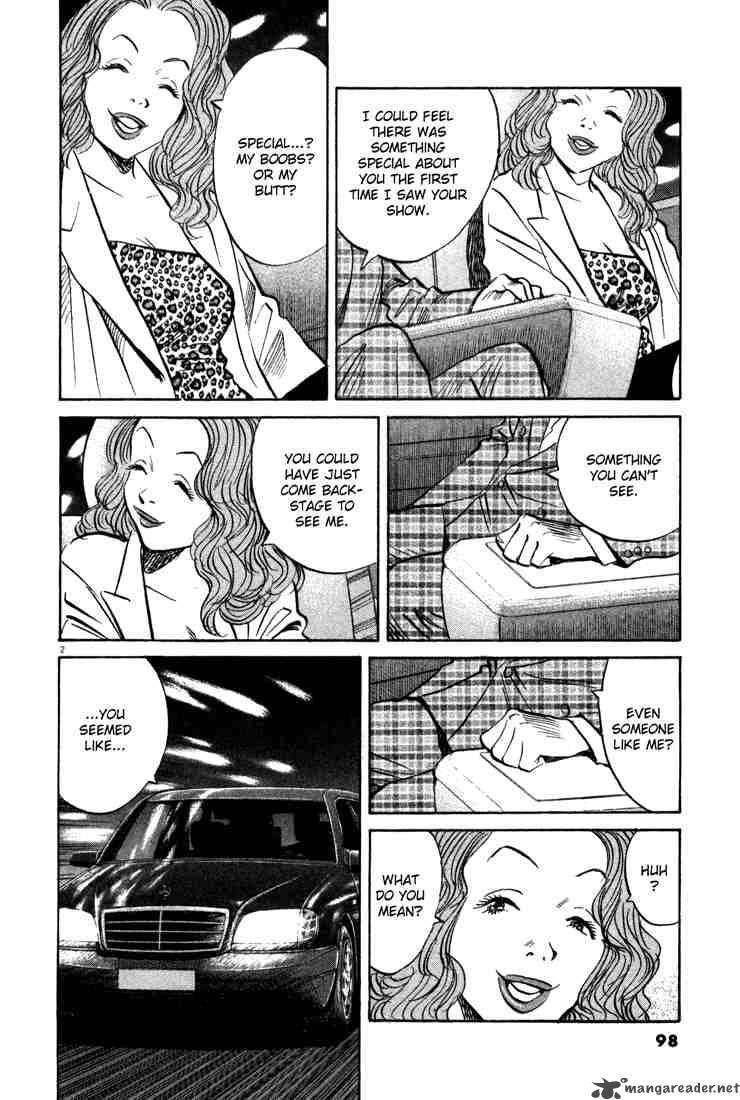 I COULD FEEL
THERE WAS
SOMETHING
SPECIAL ABOUT
YOU THE FIRST
TIME I SAW YOUR
SHOW.
SPECIAL...?
MY BOOBS?
OR MY
BUTT?
SOMETHING
YOU CAN'T
SEE.
YOU COULD
HAVE JUST
COME BACK-
STAGE TO
SEE ME.
2
EVEN
SOMEONE
LIKE ME?
HUH
?
WHAT
DO YOU
MEAN?
...YOU
SEEMED
LIKE...
98
mangareader.net